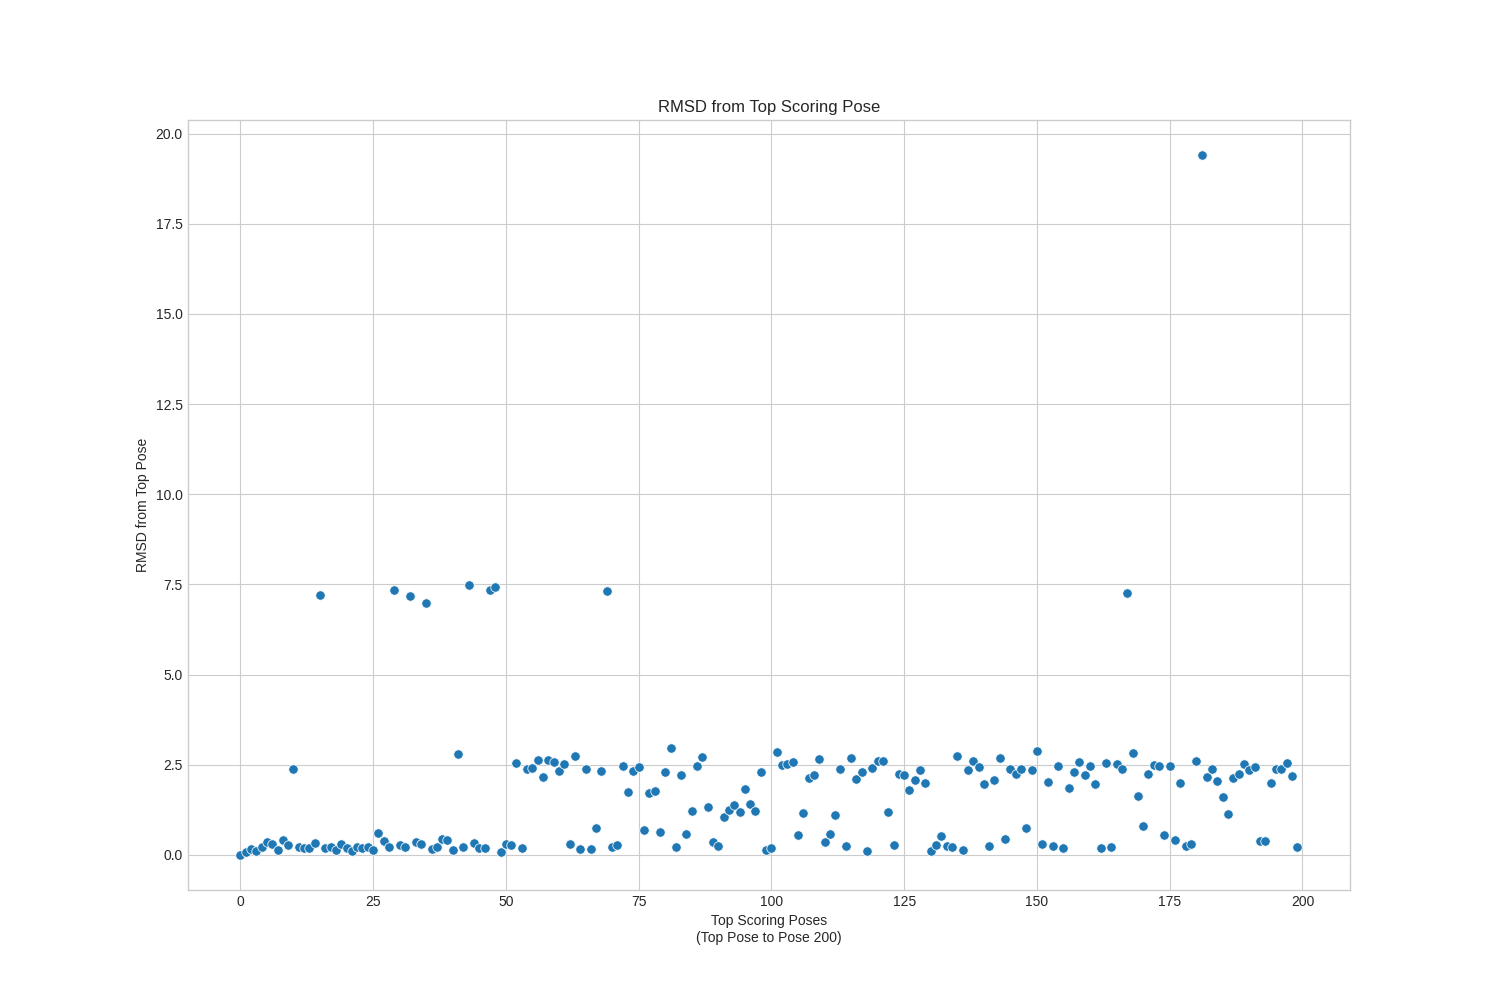 RMSD from Top Scoring Pose
20.0
17.5
15.0
12.5
10.0
7.5
5.0
2.5
0.0
RMSD from Top Pose
0 25 50 75 100 125 150 175 200
Top Scoring Poses
(Top Pose to Pose 200)